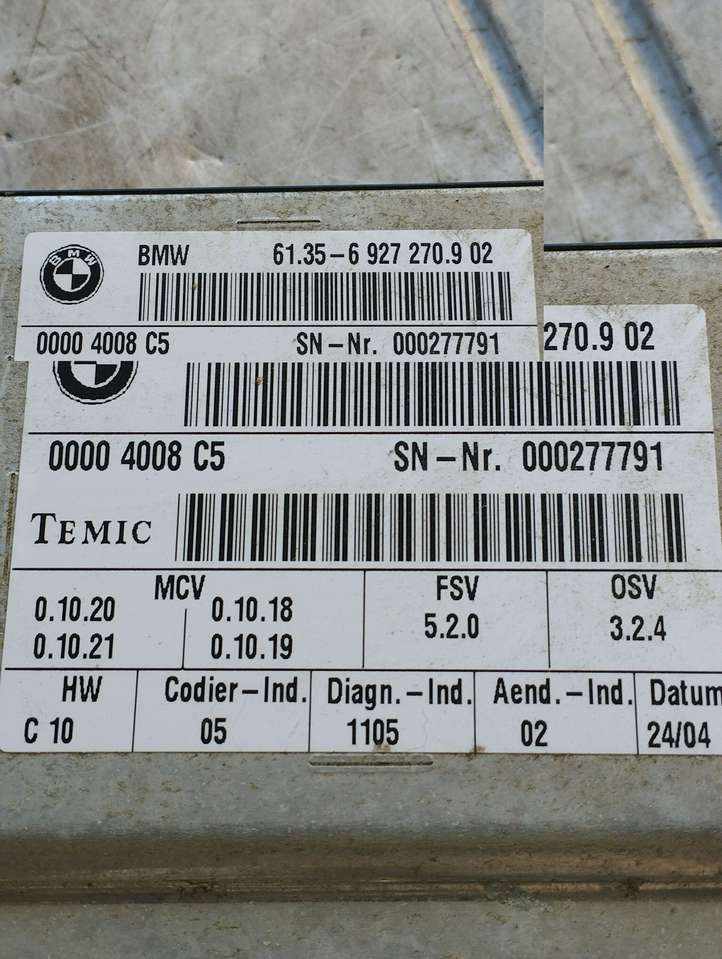 BMW
BMW 61.35-6 927 270.9 02
0000 4008 C5 SN-Nr. 000277791
270.9 02
0000 4008 C5 SN-Nr. 000277791
TEMIC
MCV FSV OSV
0.10.20 0.10.18 5.2.0 3.2.4
0.10.21 0.10.19
HW Codier-Ind. Diagn.-Ind. Aend.-Ind. Datum
C 10 05 1105 02 24/04